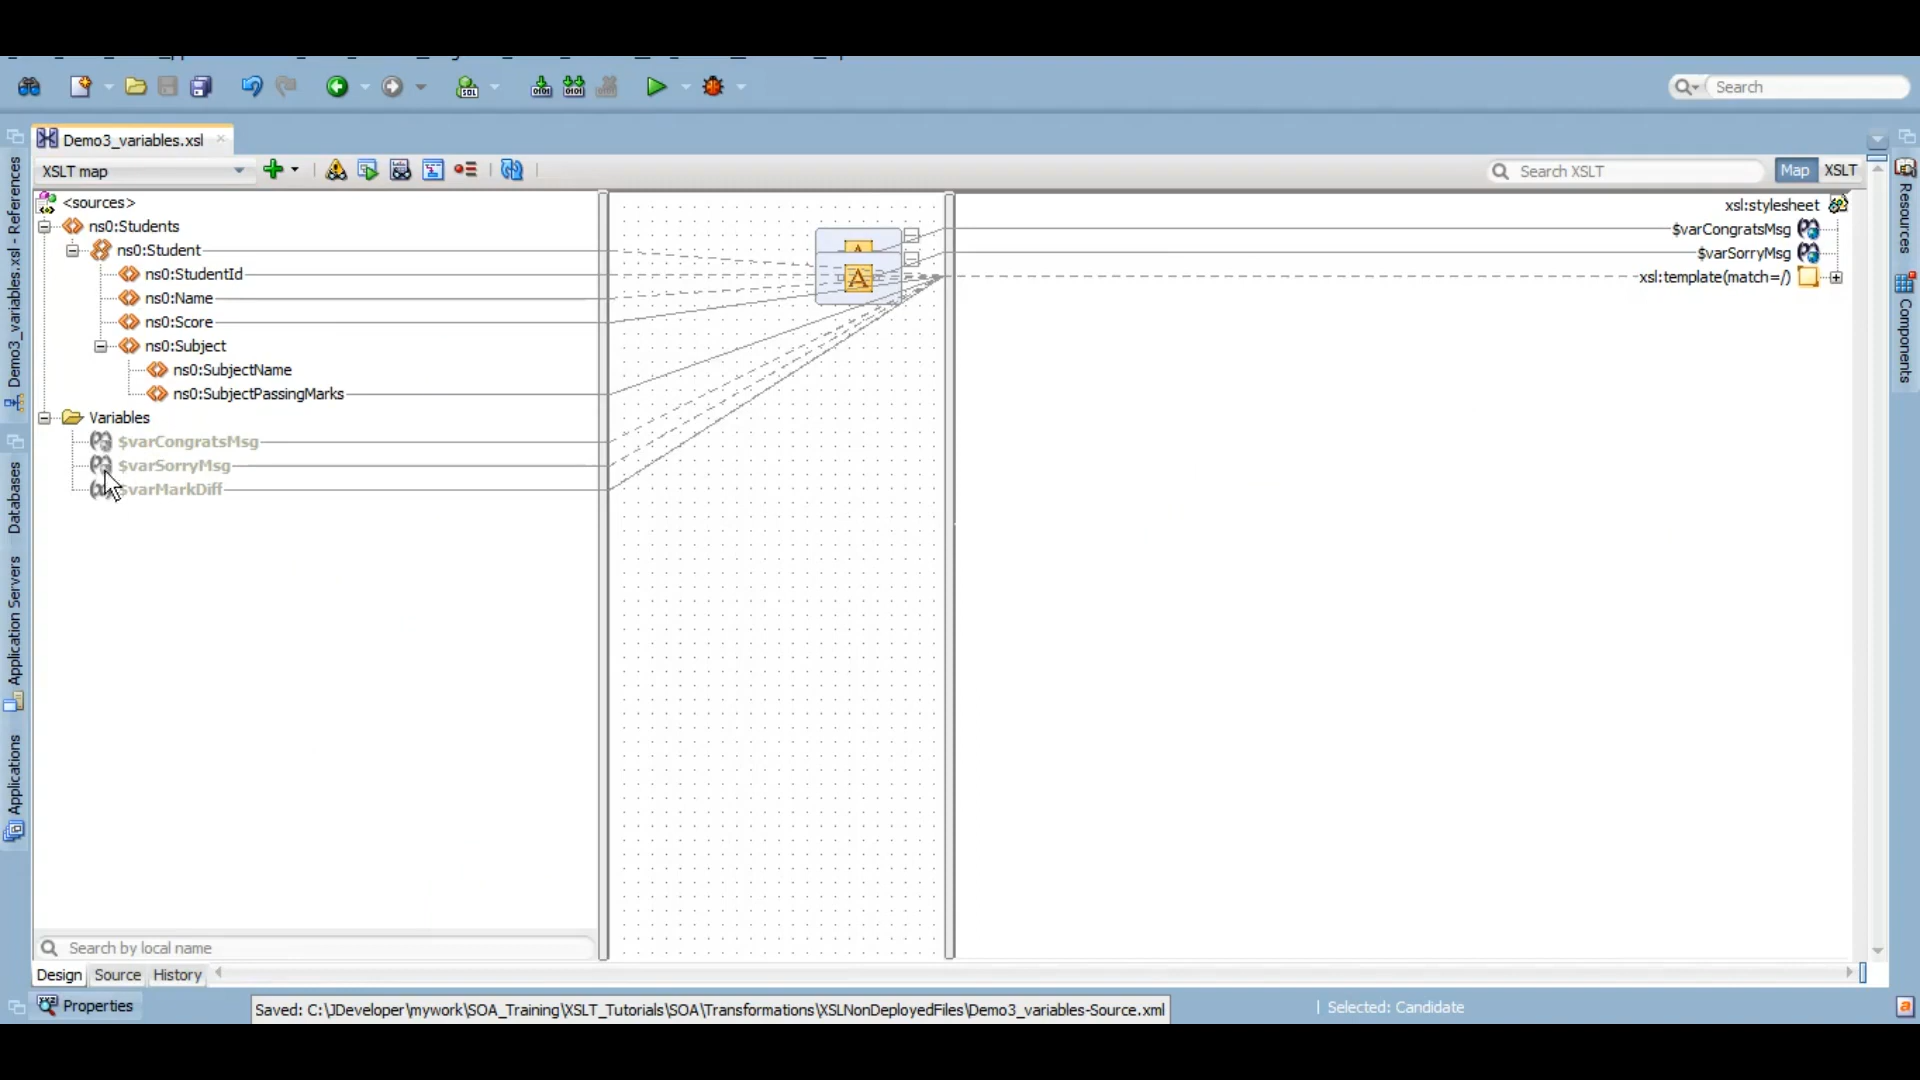 Search
Demo3_variables.xsl
XSLT map
Search XSLT
Map
XSLT
<sources>
ns0:Students
ns0:Student
ns0:StudentId
ns0:Name
ns0:Score
ns0:Subject
ns0:SubjectName
ns0:SubjectPassingMarks
Variables
$varCongratsMsg
$varSorryMsg
$varMarkDiff
A
A
xsl:stylesheet
$varCongratsMsg
$varSorryMsg
xsl:template(match=/)
Demo3_variables.xsl - References
Databases
Application Servers
Applications
Resources
Components
Search by local name
Design
Source
History
Properties
Saved: C:\JDeveloper\mywork\SOA_Training\XSLT_Tutorials\SOA\Transformations\XSLNonDeployedFiles\Demo3_variables-Source.xml
Selected: Candidate